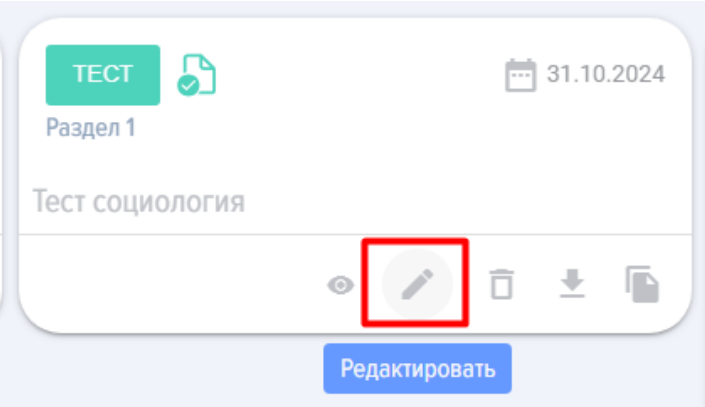 ТЕСТ
31.10.2024
Раздел 1
Тест социология
Редактировать